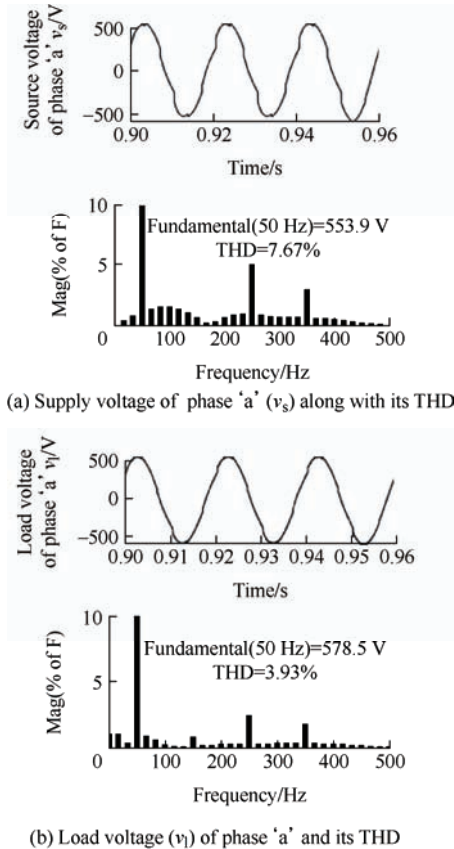 Source voltage
of phase ‘a’ vs/V
500
0
−500
0.90 0.92 0.94 0.96
Time/s
Mag(% of F)
10
5
0
Fundamental(50 Hz)=553.9 V
THD=7.67%
100 200 300 400 500
Frequency/Hz
(a) Supply voltage of phase ‘a’ (vs) along with its THD
Load voltage
of phase ‘a’ vl/V
500
0
−500
0.90 0.91 0.92 0.93 0.94 0.95 0.96
Time/s
Mag(% of F)
10
5
Fundamental(50 Hz)=578.5 V
THD=3.93%
0 100 200 300 400 500
Frequency/Hz
(b) Load voltage (vl) of phase ‘a’ and its THD